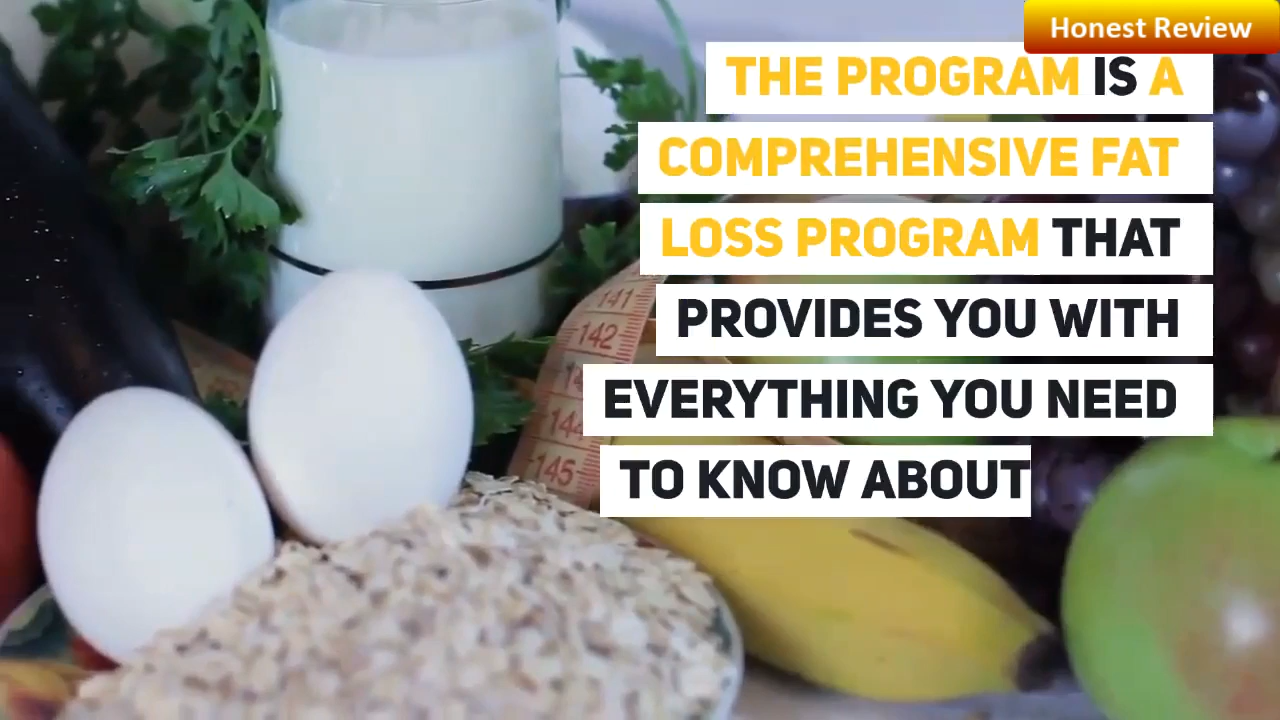 Honest Review
THE PROGRAM IS A
COMPREHENSIVE FAT
LOSS PROGRAM THAT
PROVIDES YOU WITH
EVERYTHING YOU NEED
TO KNOW ABOUT
141
142
144
145